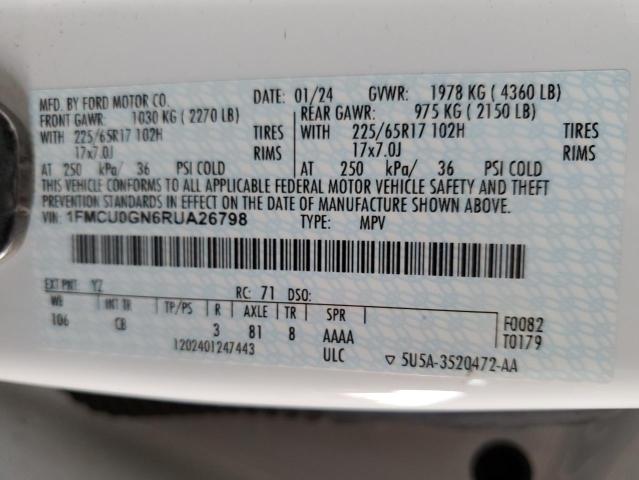 MFD. BY FORD MOTOR CO.
DATE: 01/24 GVWR: 1978 KG ( 4360 LB)
FRONT GAWR: 1030 KG ( 2270 LB)
REAR GAWR: 975 KG ( 2150 LB)
WITH 225/65R17 102H TIRES
WITH 225/65R17 102H TIRES
17x7.0J RIMS
17x7.0J RIMS
AT 250 kPa/ 36 PSI COLD
AT 250 kPa/ 36 PSI COLD
THIS VEHICLE CONFORMS TO ALL APPLICABLE FEDERAL MOTOR VEHICLE SAFETY AND THEFT
PREVENTION STANDARDS IN EFFECT ON THE DATE OF MANUFACTURE SHOWN ABOVE.
VIN: 1FMCU0GN6RUA26798 TYPE: MPV
EXT PNT: YZ RC: 71 DSO:
WB INT TR TP/PS R AXLE TR SPR
106 CB 3 81 8 AAAA
F0082
T0179
1202401247443 ULC ▽ 5U5A-3520472-AA